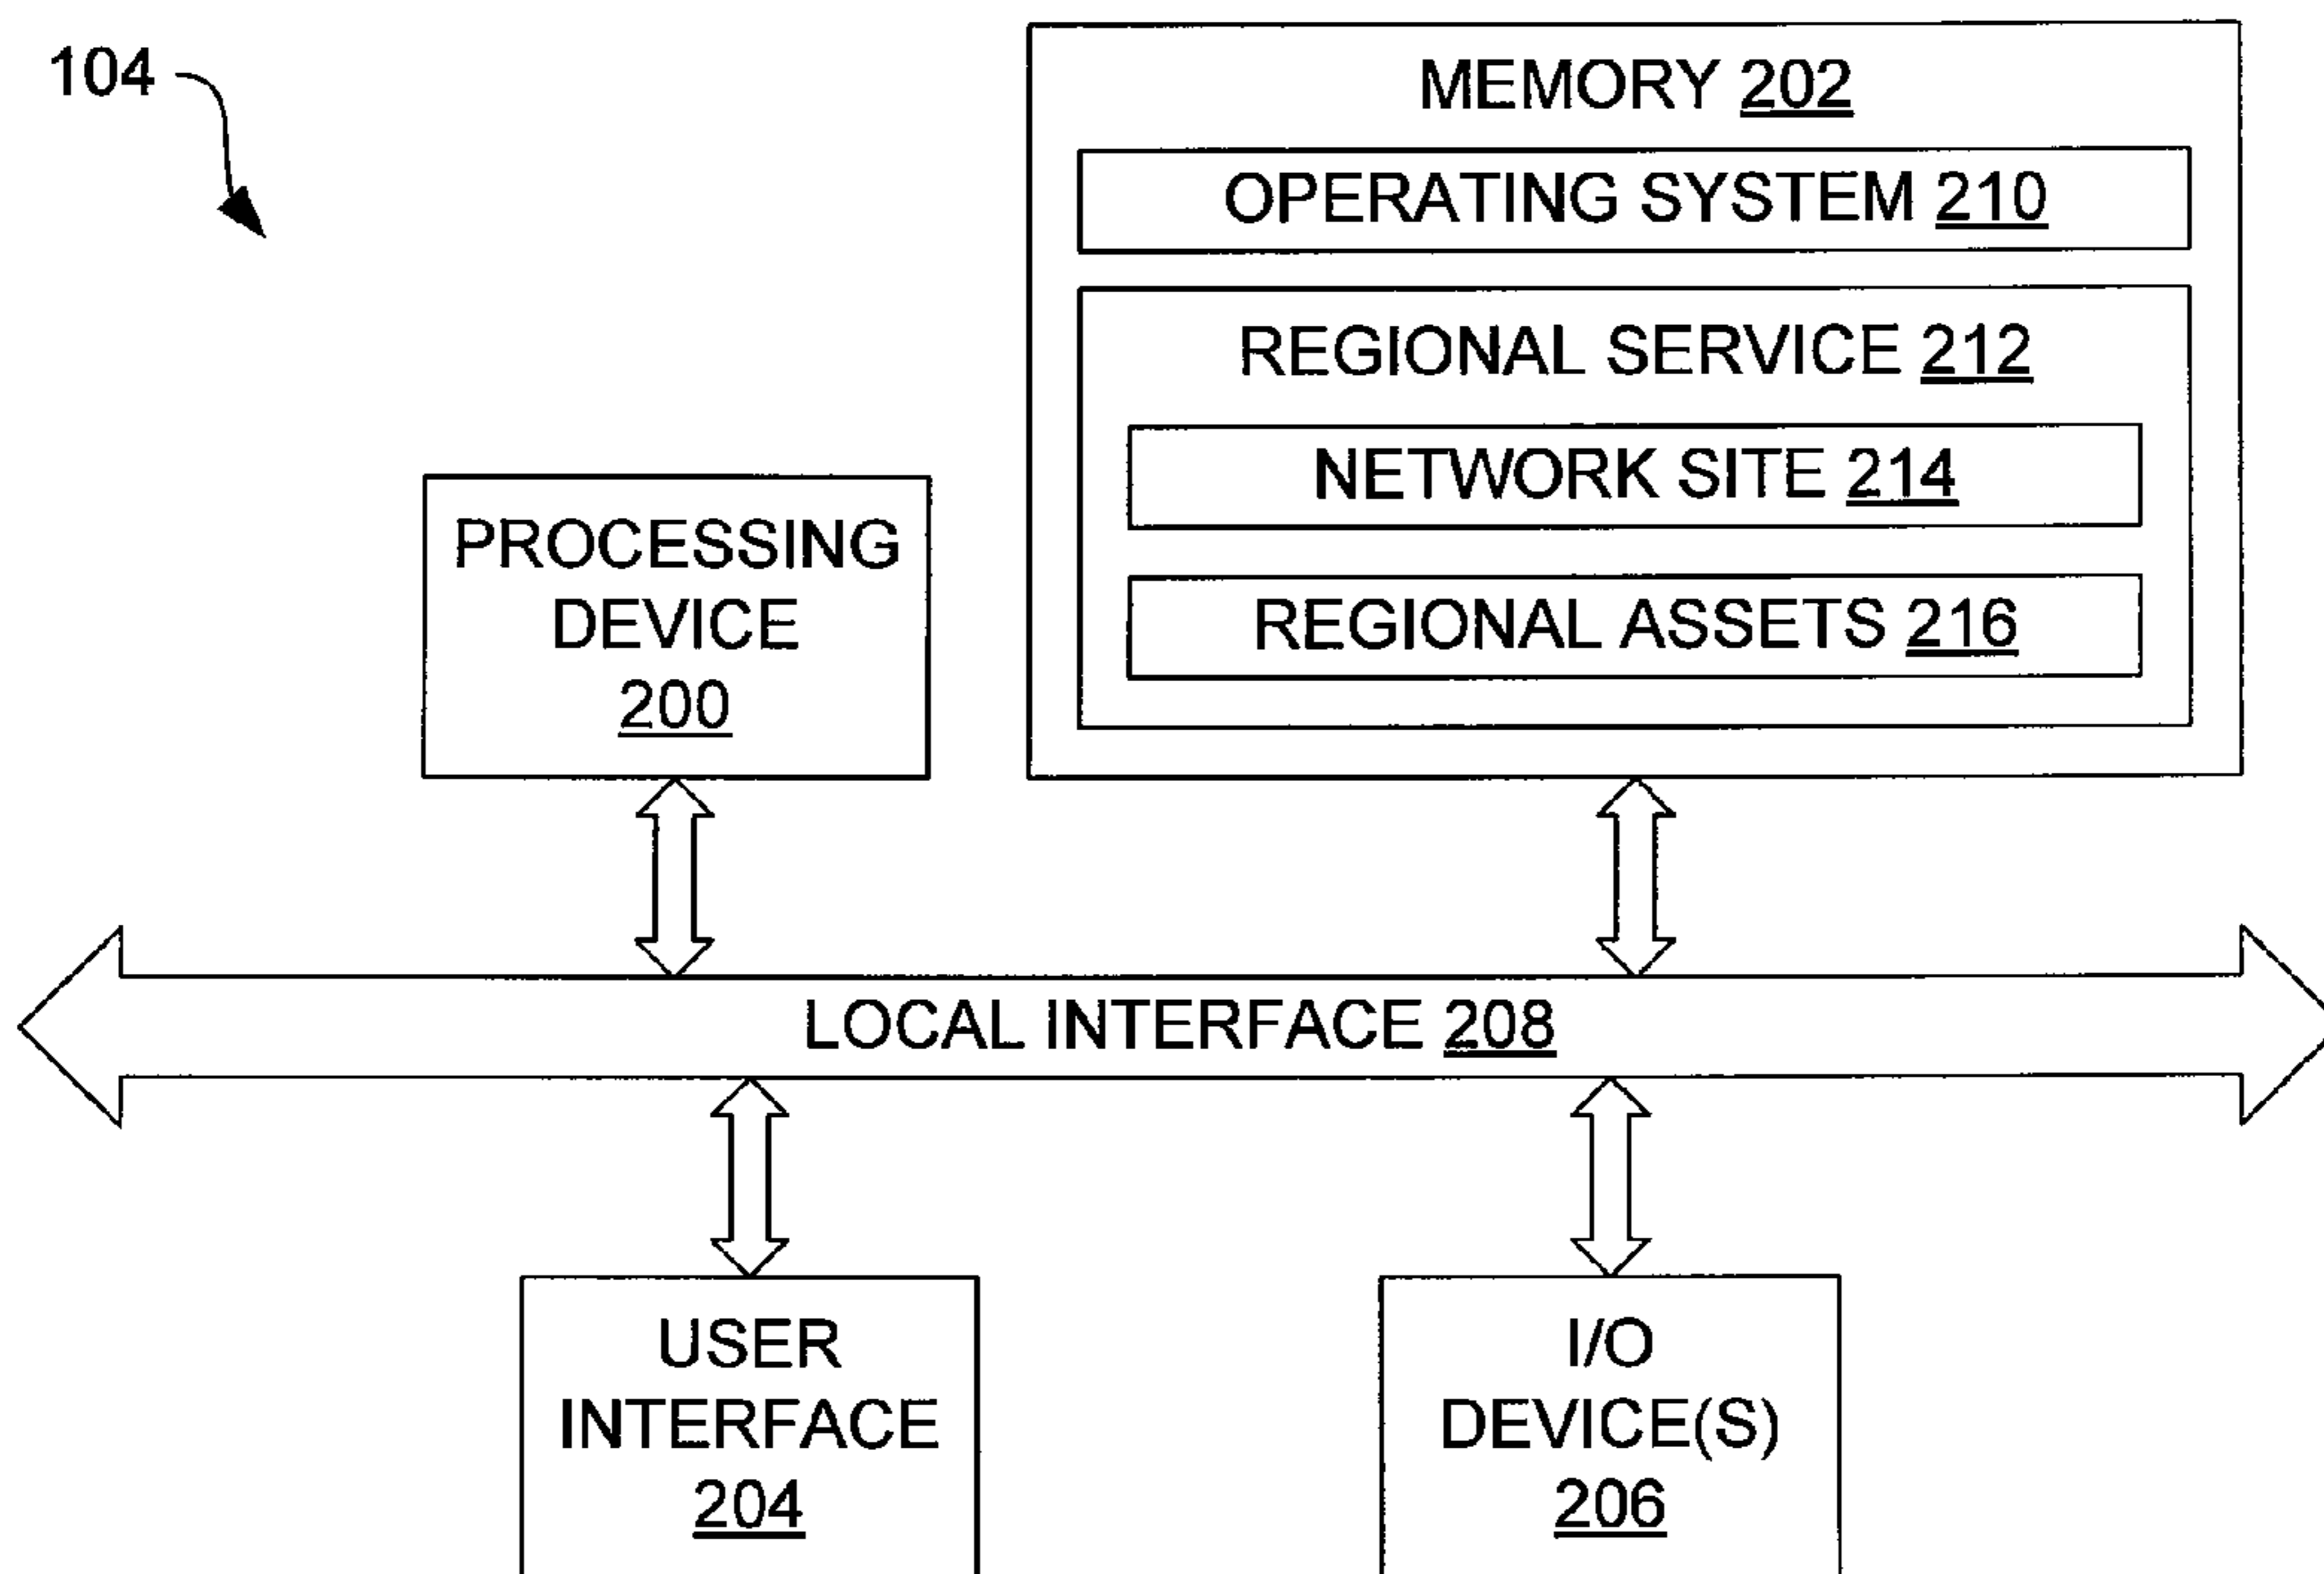 104
MEMORY 202
OPERATING SYSTEM 210
REGIONAL SERVICE 212
NETWORK SITE 214
REGIONAL ASSETS 216
PROCESSING
DEVICE
200
LOCAL INTERFACE 208
USER
INTERFACE
204
I/O
DEVICE(S)
206